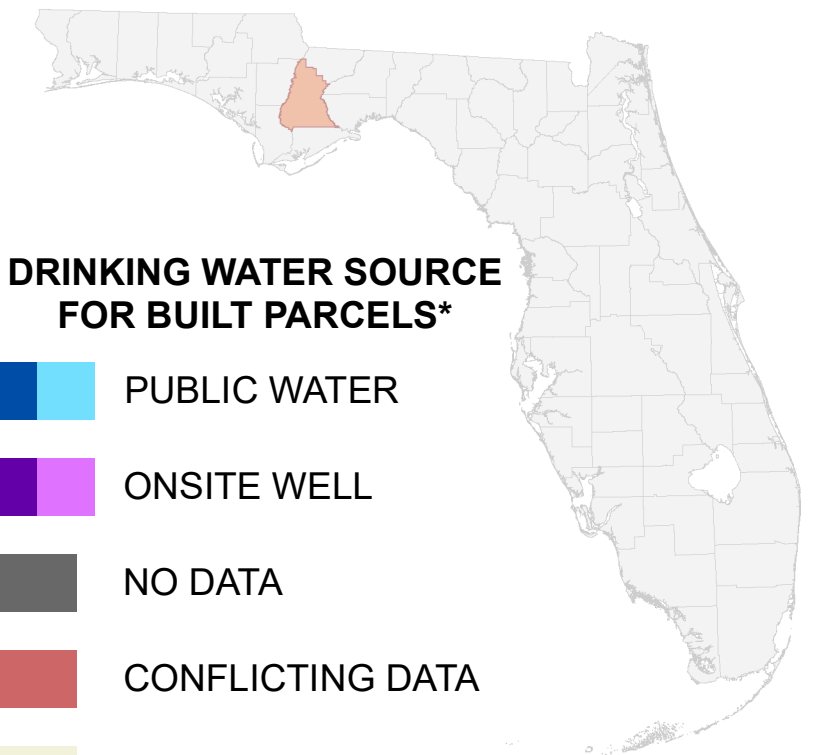 DRINKING WATER SOURCE
FOR BUILT PARCELS*
PUBLIC WATER
ONSITE WELL
NO DATA
CONFLICTING DATA